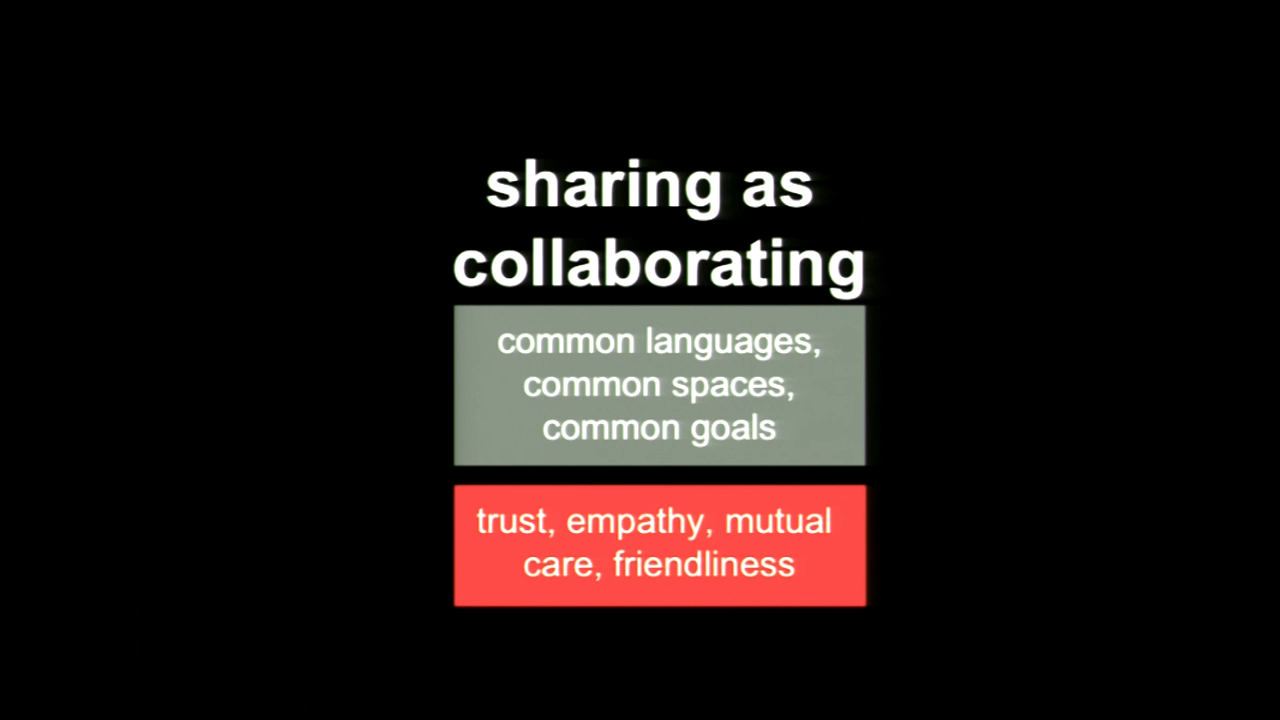 sharing as
collaborating
common languages,
common spaces,
common goals
trust, empathy, mutual
care, friendliness